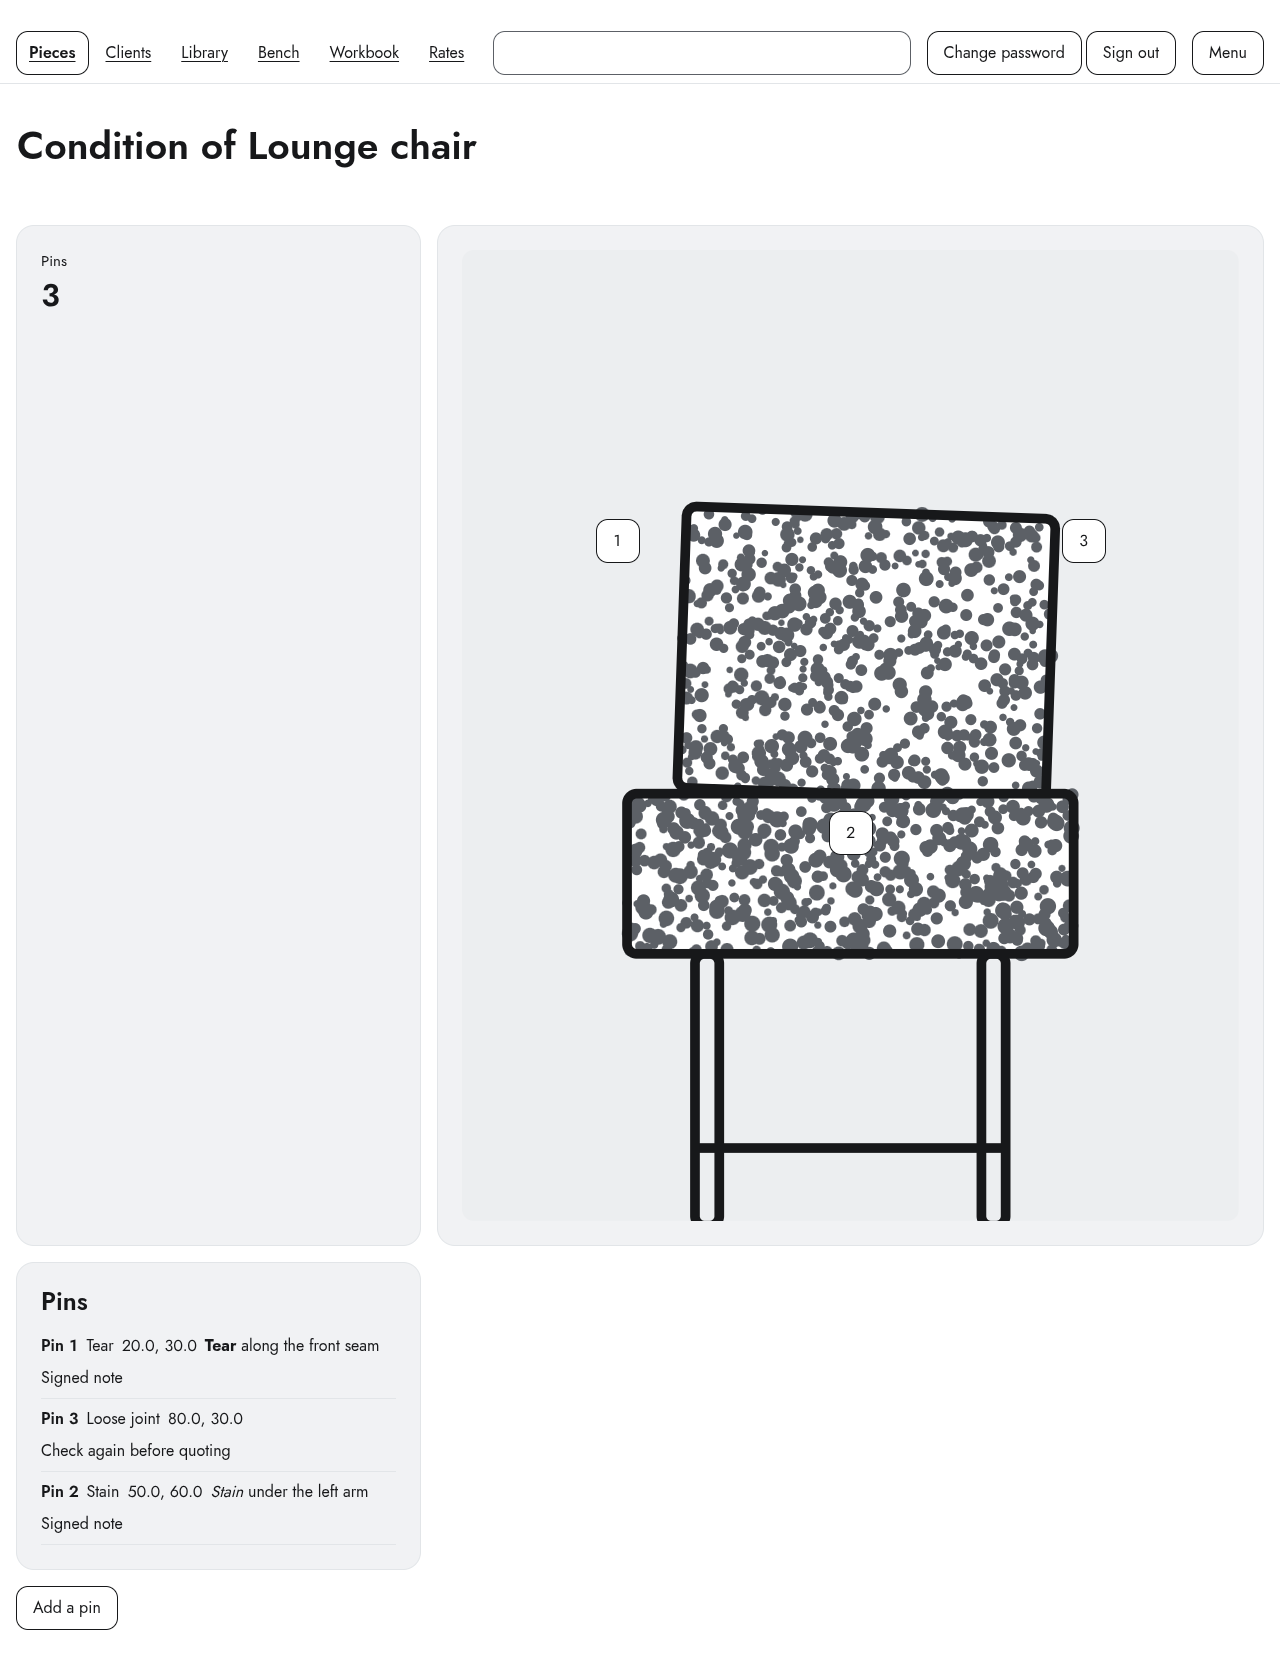 Pieces Clients Library Bench Workbook Rates Change password Sign out Menu
Condition of Lounge chair
Pins
3
1
3
2
Pins
Pin 1 Tear 20.0, 30.0 Tear along the front seam
Signed note
Pin 3 Loose joint 80.0, 30.0
Check again before quoting
Pin 2 Stain 50.0, 60.0 Stain under the left arm
Signed note
Add a pin